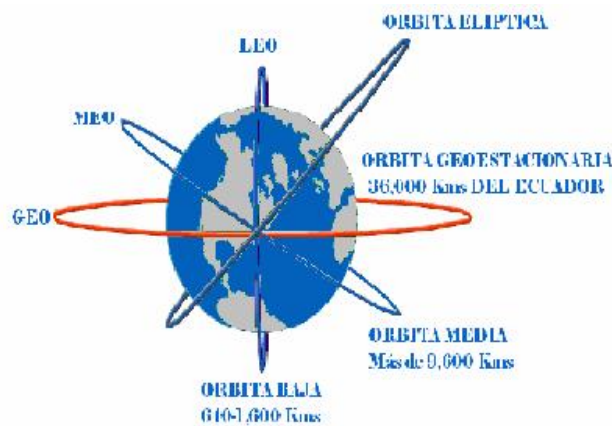 ORBITA ELIPTICA
LEO
MEO
ORBITA GEOESTACIONARIA
36,000 Kms DEL ECUADOR
GEO
ORBITA MEDIA
Más de 9,600 Kms
ORBITA BAJA
640-1,600 Kms